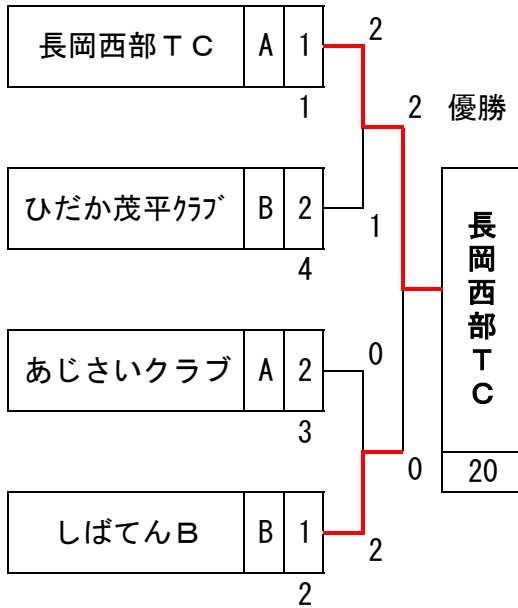 長岡西部ＴＣ A 1 2
1 2 優勝
ひだか茂平ｸﾗﾌﾞ B 2 1
4
長岡西部ＴＣ
あじさいクラブ A 2 0
3
0 20
しばてんＢ B 1 2
2